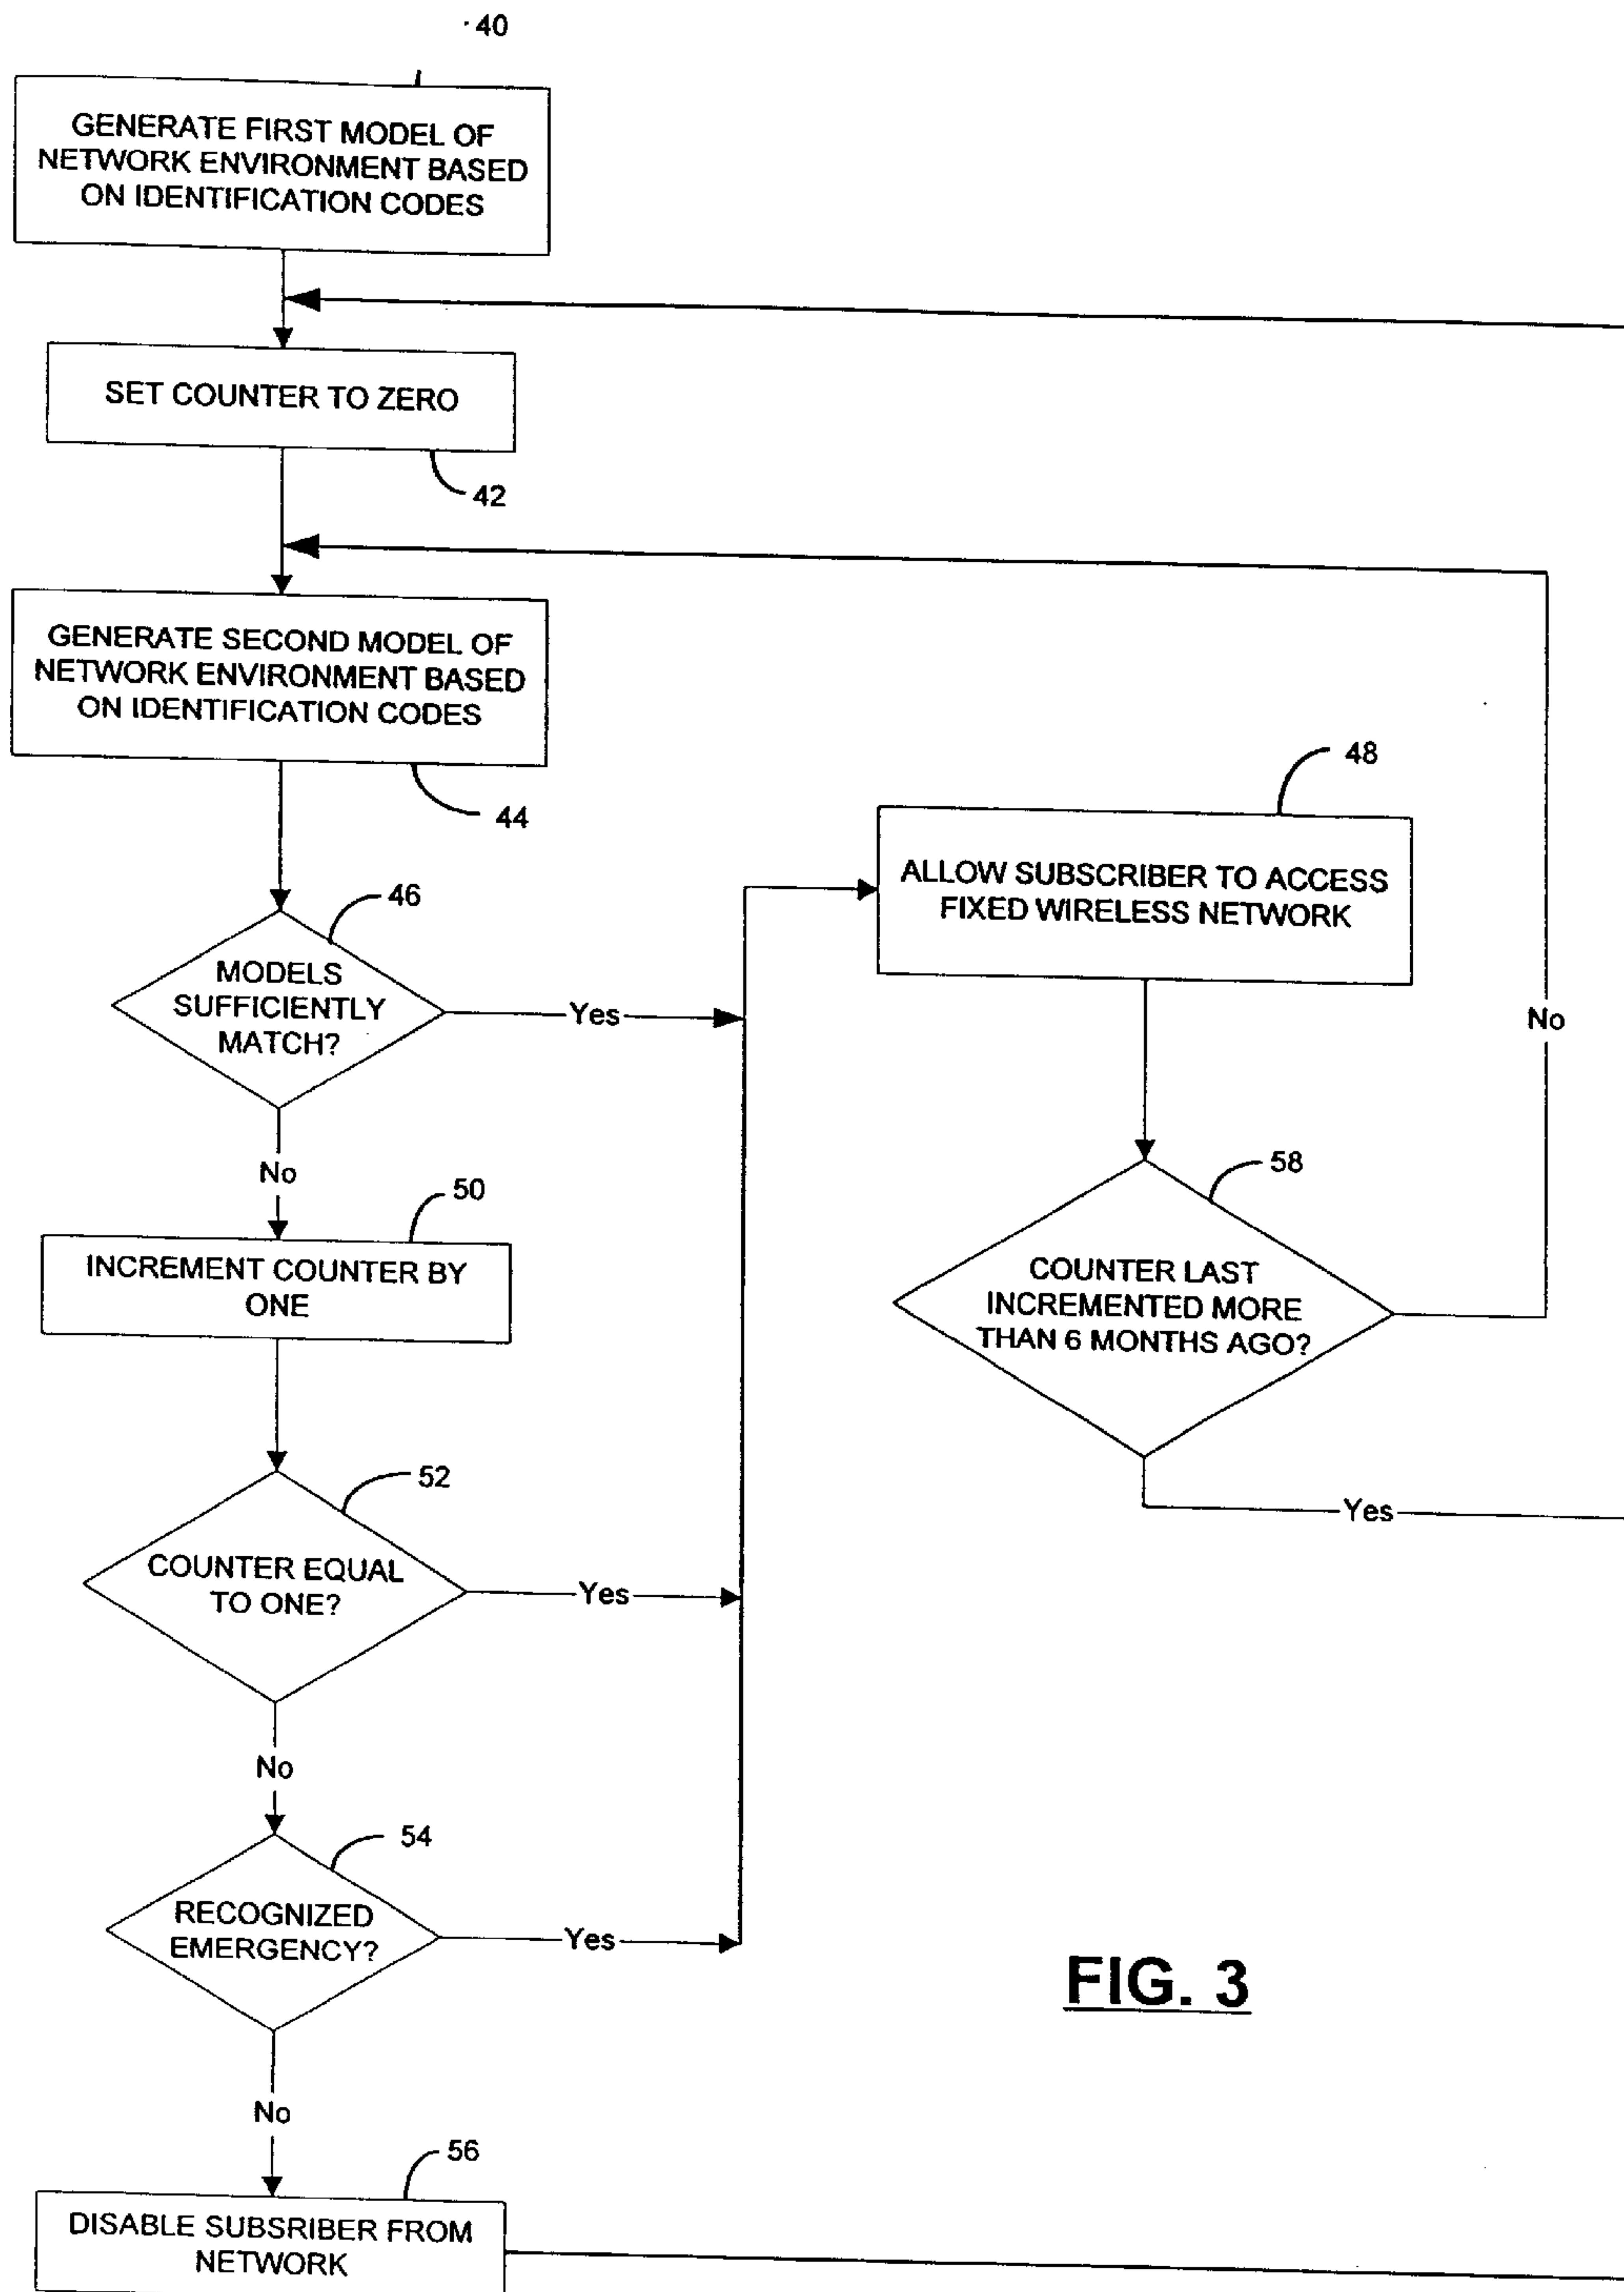 40
GENERATE FIRST MODEL OF
NETWORK ENVIRONMENT BASED
ON IDENTIFICATION CODES
SET COUNTER TO ZERO
42
GENERATE SECOND MODEL OF
NETWORK ENVIRONMENT BASED
ON IDENTIFICATION CODES
44
46
MODELS
SUFFICIENTLY
MATCH?
Yes
No
48
ALLOW SUBSCRIBER TO ACCESS
FIXED WIRELESS NETWORK
No
50
INCREMENT COUNTER BY
ONE
58
COUNTER LAST
INCREMENTED MORE
THAN 6 MONTHS AGO?
Yes
52
COUNTER EQUAL
TO ONE?
Yes
No
54
RECOGNIZED
EMERGENCY?
Yes
No
FIG. 3
56
DISABLE SUBSRIBER FROM
NETWORK